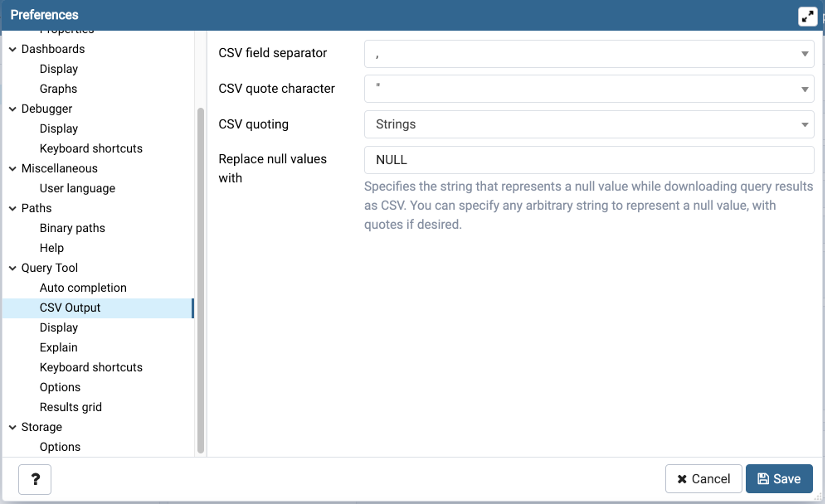 Preferences
Properties
Dashboards
Display
Graphs
Debugger
Display
Keyboard shortcuts
Miscellaneous
User language
Paths
Binary paths
Help
Query Tool
Auto completion
CSV Output
Display
Explain
Keyboard shortcuts
Options
Results grid
Storage
Options
CSV field separator
,
CSV quote character
"
CSV quoting
Strings
Replace null values
with
NULL
Specifies the string that represents a null value while downloading query results
as CSV. You can specify any arbitrary string to represent a null value, with
quotes if desired.
?
Cancel
Save